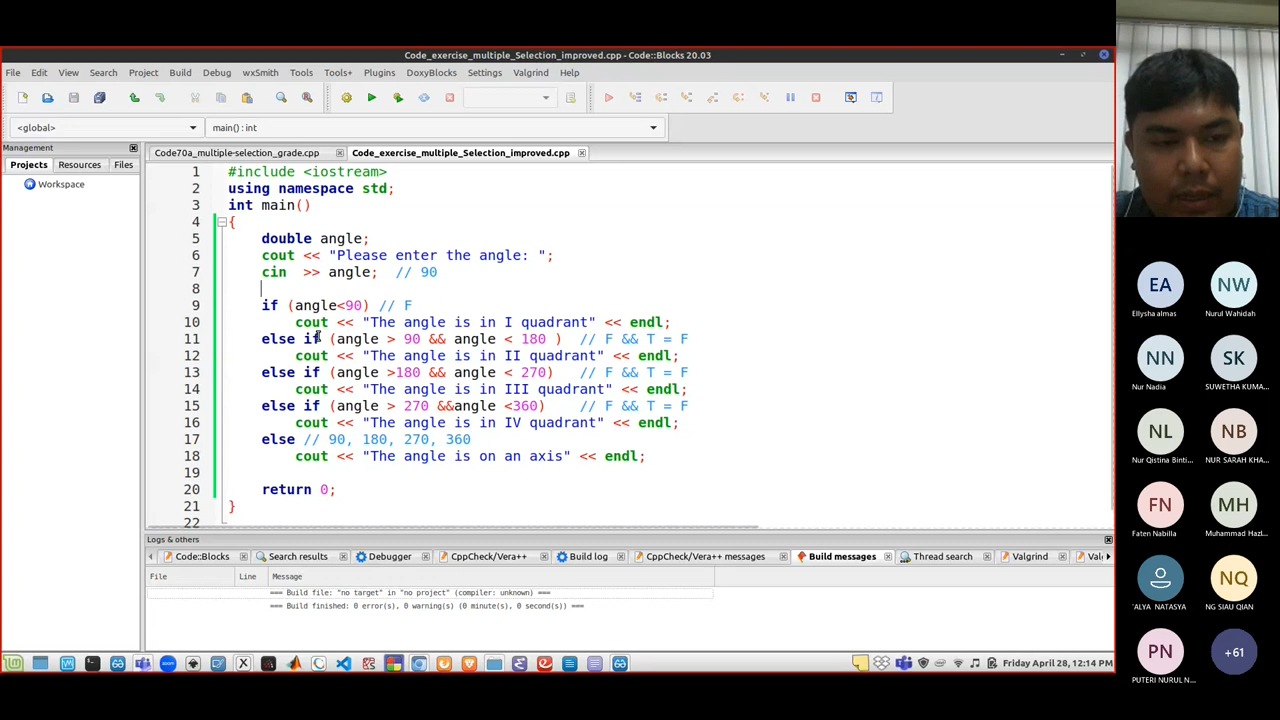 Code_exercise_multiple_Selection_improved.cpp - Code::Blocks 20.03
File Edit View Search Project Build Debug wxSmith Tools Tools+ Plugins DoxyBlocks Settings Valgrind Help
<global> main() : int
Management
Code70a_multiple-selection_grade.cpp Code_exercise_multiple_Selection_improved.cpp
Projects Resources Files
Workspace
1 #include <iostream>
2 using namespace std;
3 int main()
4 {
5 double angle;
6 cout << "Please enter the angle: ";
7 cin >> angle; // 90
8
9 if (angle<90) // F
10 cout << "The angle is in I quadrant" << endl;
11 else if (angle > 90 && angle < 180 ) // F && T = F
12 cout << "The angle is in II quadrant" << endl;
13 else if (angle >180 && angle < 270) // F && T = F
14 cout << "The angle is in III quadrant" << endl;
15 else if (angle > 270 &&angle <360) // F && T = F
16 cout << "The angle is in IV quadrant" << endl;
17 else // 90, 180, 270, 360
18 cout << "The angle is on an axis" << endl;
19
20 return 0;
21 }
22
Logs & others
Code::Blocks Search results Debugger CppCheck/Vera++ Build log CppCheck/Vera++ messages Build messages Thread search Valgrind Val
File Line Message
=== Build file: "no target" in "no project" (compiler: unknown) ===
=== Build finished: 0 error(s), 0 warning(s) (0 minute(s), 0 second(s)) ===
Friday April 28, 12:14 PM
EA NW
Ellysha almas Nurul Wahidah
NN SK
Nur Nadia SUWETHA KUMA...
NL NB
Nur Qistina Binti... NUR SARAH KHA...
FN MH
Faten Nabilla Muhammad Hazi...
NQ
'ALYA NATASYA NG SIAU QIAN
PN +61
PUTERI NURUL N...